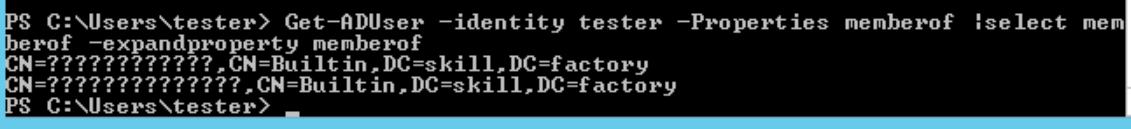 PS C:\Users\tester> Get-ADUser -identity tester -Properties memberof |select mem
berof -expandproperty memberof
CN=????????????,CN=Builtin,DC=skill,DC=factory
CN=??????????????,CN=Builtin,DC=skill,DC=factory
PS C:\Users\tester> _